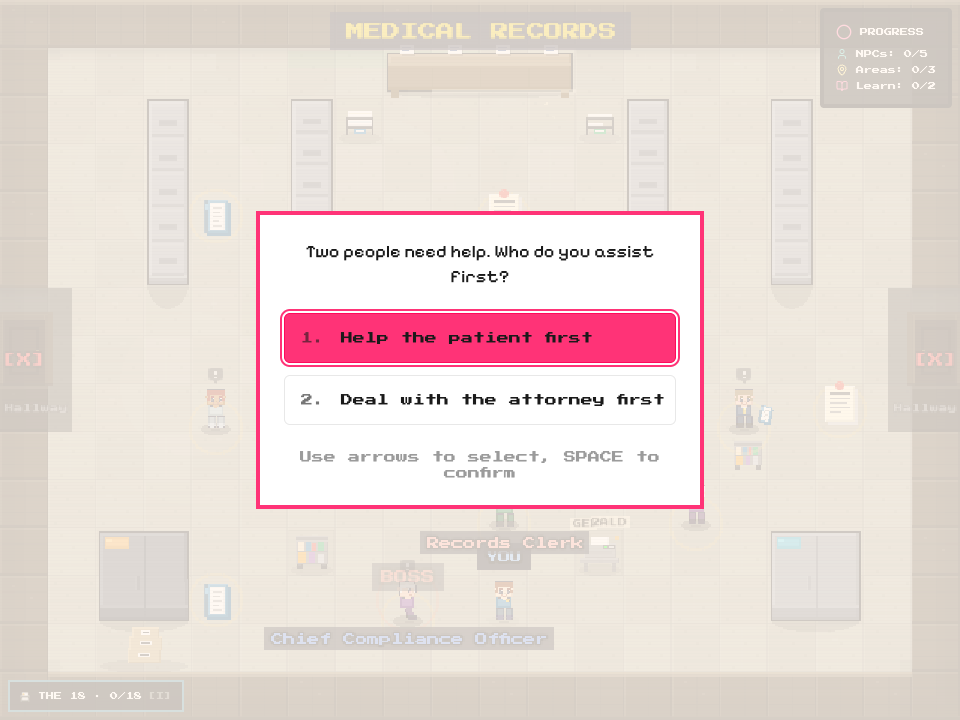 MEDICAL RECORDS
PROGRESS
NPCs: 0/5
Areas: 0/3
Learn: 0/2
Two people need help. Who do you assist
first?
1. Help the patient first
2. Deal with the attorney first
Use arrows to select, SPACE to
confirm
[X]
Hallway
[X]
Hallway
GERALD
Records Clerk
YOU
BOSS
Chief Compliance Officer
THE 18 · 0/18 [I]